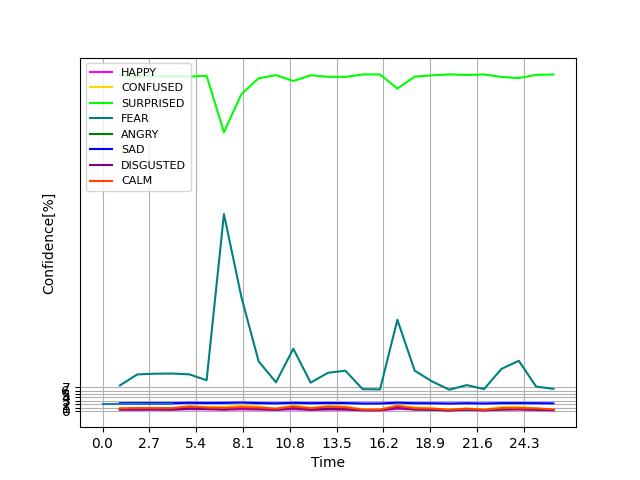 HAPPY
CONFUSED
SURPRISED
FEAR
ANGRY
SAD
DISGUSTED
CALM
Confidence[%]
7
0.0 2.7 5.4 8.1 10.8 13.5 16.2 18.9 21.6 24.3
Time